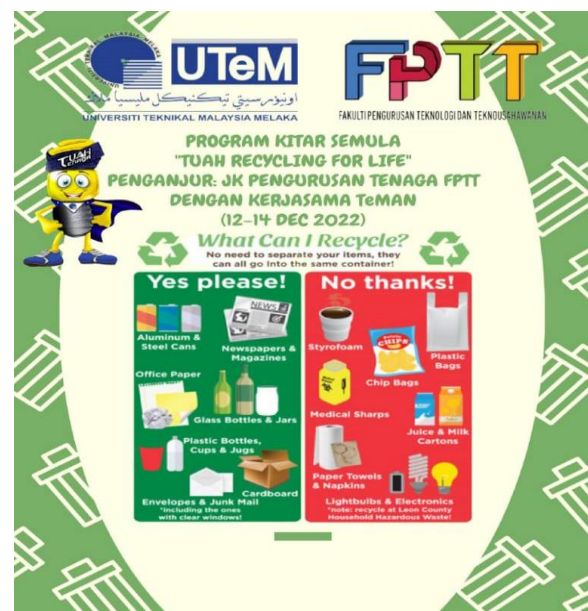 UTeM
اونيۏرسيتي تيكنيكل مليسيا ملاك
UNIVERSITI TEKNIKAL MALAYSIA MELAKA
FPTT
FAKULTI PENGURUSAN TEKNOLOGI DAN TEKNOUSAHAWANAN
TUAH
PROGRAM KITAR SEMULA
"TUAH RECYCLING FOR LIFE"
PENGANJUR: JK PENGURUSAN TENAGA FPTT
DENGAN KERJASAMA TeMAN
(12-14 DEC 2022)
What Can I Recycle?
No need to separate your items, they
can all go into the same container!
Yes please!
Aluminum &
Steel Cans
NEWS
Newspapers &
Magazines
Office Paper
Glass Bottles & Jars
Plastic Bottles,
Cups & Jugs
Cardboard
Envelopes & Junk Mail
*Including the ones
with clear windows!
No thanks!
Styrofoam
Plastic
Bags
CHIPS
Chip Bags
Medical Sharps
Juice & Milk
Cartons
Paper Towels
& Napkins
Lightbulbs & Electronics
*note: recycle at Leon County
Household Hazardous Waste!